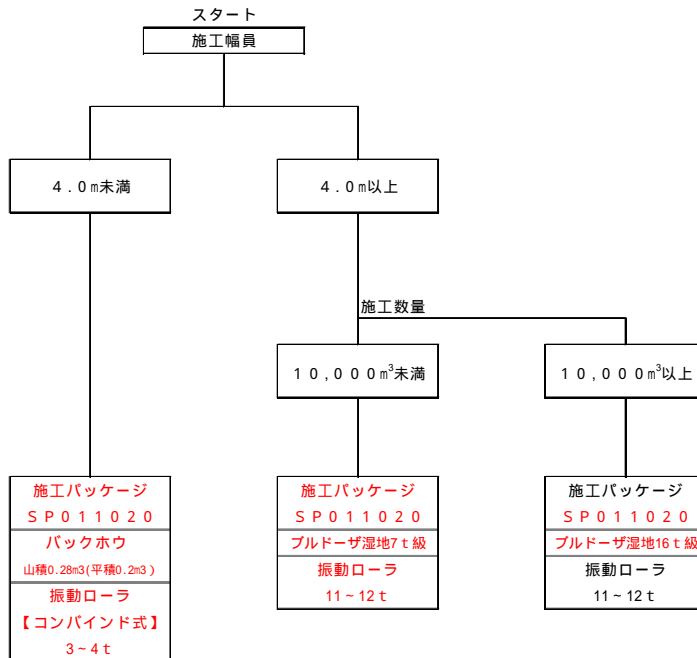 スタート
施工幅員
4.0m未満
4.0m以上
施工数量
10,000m³未満
10,000m³以上
施工パッケージ
SP011020
バックホウ
山積0.28m3(平積0.2m3)
振動ローラ
【コンバインド式】
3~4t
施工パッケージ
SP011020
ブルドーザ湿地7t級
振動ローラ
11~12t
施工パッケージ
SP011020
ブルドーザ湿地16t級
振動ローラ
11~12t